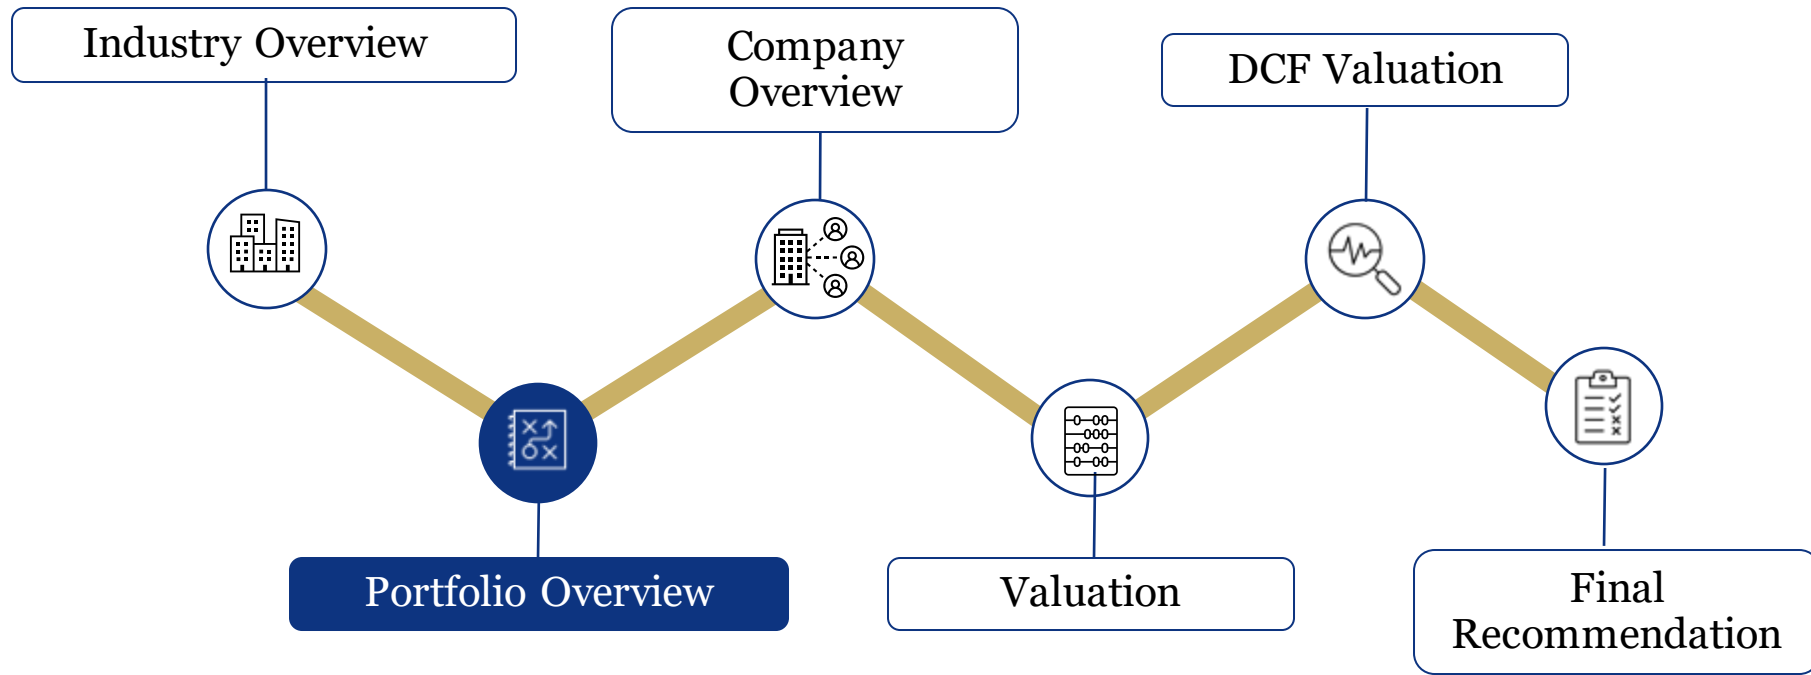 Industry Overview
Portfolio Overview
Company
Overview
Valuation
DCF Valuation
Final
Recommendation